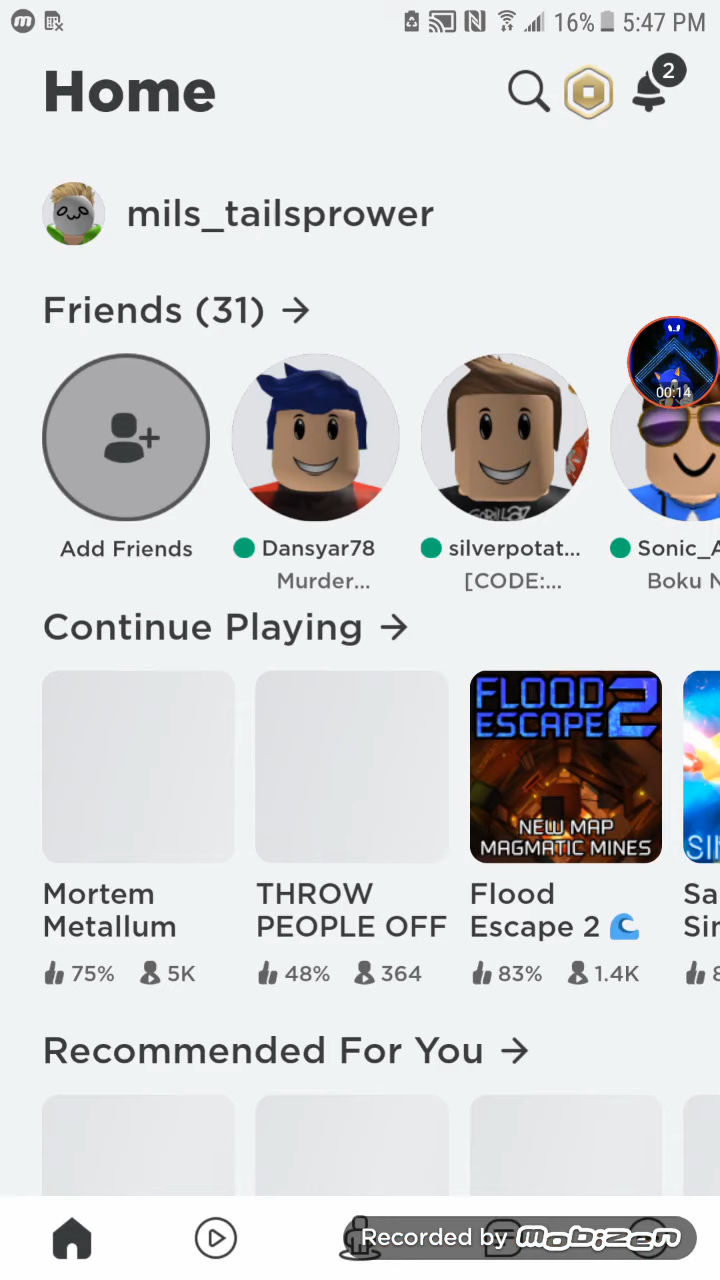 16% 5:47 PM
Home
2
mils_tailsprower
Friends (31) →
00:14
Add Friends
Dansyar78
Murder...
silverpotat...
[CODE:...
Sonic_A
Boku N
Continue Playing →
FLOOD
ESCAPE 2
NEW MAP
MAGMATIC MINES
SI
Mortem
Metallum
75% 5K
THROW
PEOPLE OFF
48% 364
Flood
Escape 2 🌊
83% 1.4K
Sa
Sir
8
Recommended For You →
Recorded by mobizen